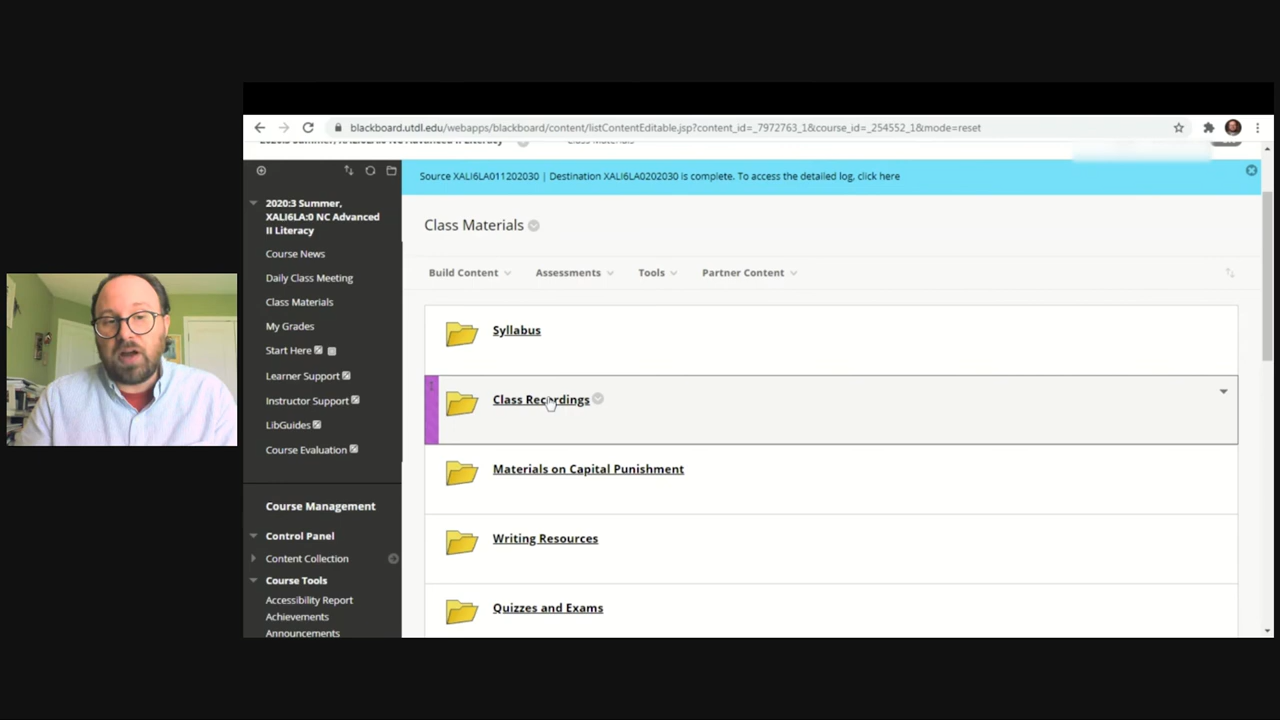 blackboard.utdl.edu/webapps/blackboard/content/listContentEditable.jsp?content_id=_7972763_1&course_id=_254552_1&mode=reset
Class Materials
Source XALI6LA011202030 | Destination XALI6LA0202030 is complete. To access the detailed log, click here
2020:3 Summer,
XALI6LA:0 NC Advanced
II Literacy
Course News
Daily Class Meeting
Class Materials
My Grades
Start Here
Learner Support
Instructor Support
LibGuides
Course Evaluation
Course Management
Control Panel
Content Collection
Course Tools
Accessibility Report
Achievements
Announcements
Class Materials
Build Content
Assessments
Tools
Partner Content
Syllabus
Class Recordings
Materials on Capital Punishment
Writing Resources
Quizzes and Exams